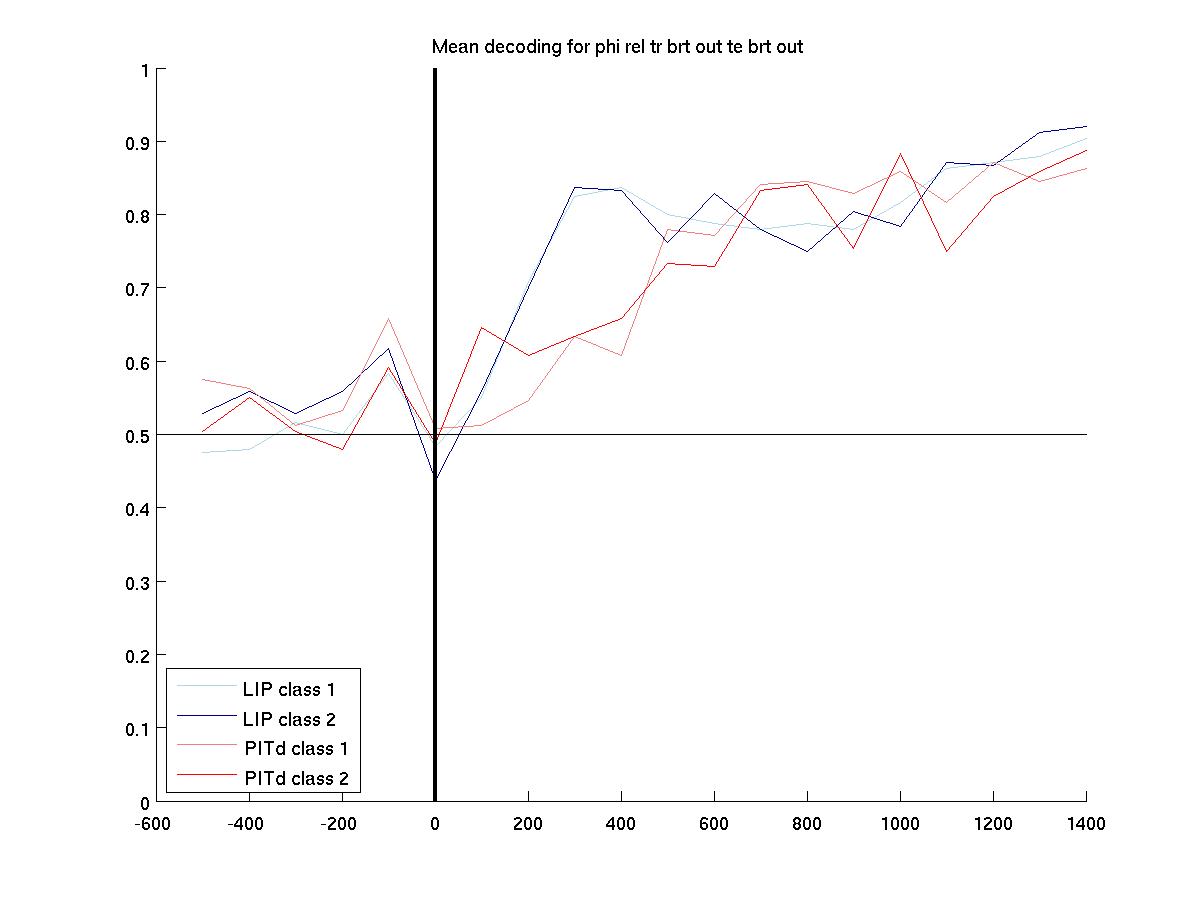 Mean decoding for phi rel tr brt out te brt out
1
0.9
0.8
0.7
0.6
0.5
0.4
0.3
0.2
0.1
0
LIP class 1
LIP class 2
PITd class 1
PITd class 2
-600 -400 -200 0 200 400 600 800 1000 1200 1400